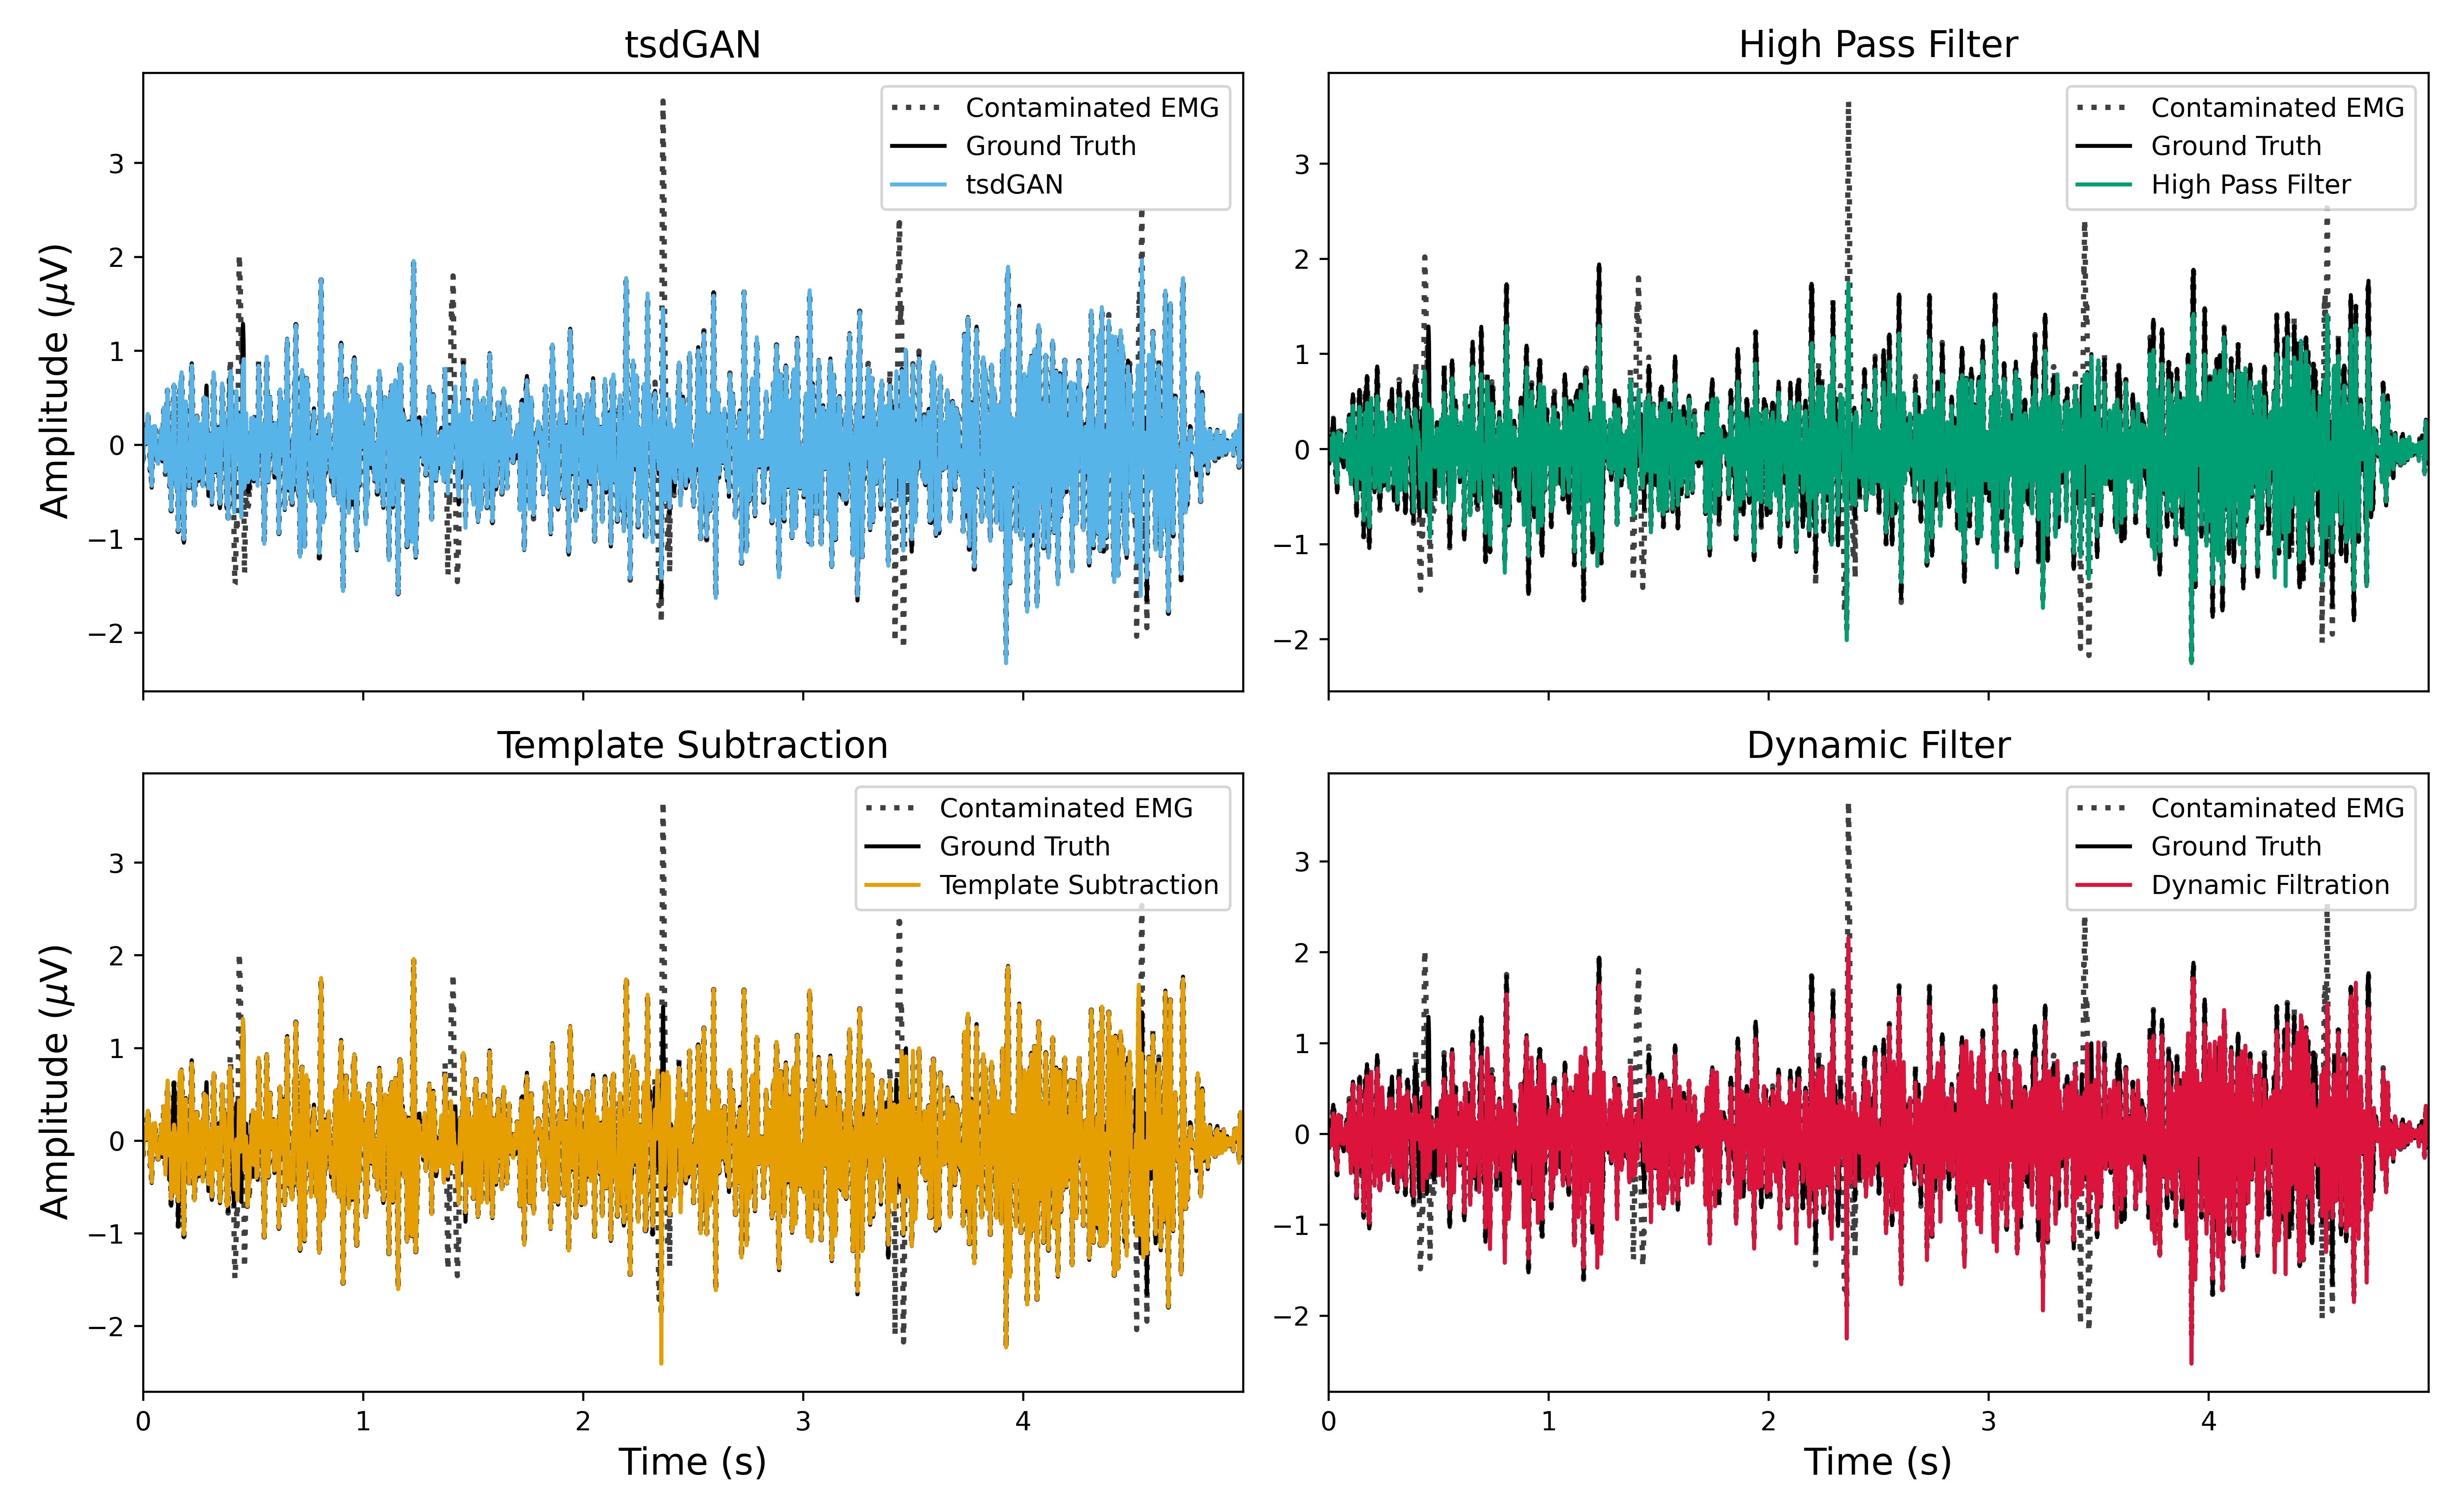 tsdGAN
Contaminated EMG
Ground Truth
tsdGAN
Amplitude (μV)
3
2
1
0
−1
−2
High Pass Filter
Contaminated EMG
Ground Truth
High Pass Filter
3
2
1
0
−1
−2
Template Subtraction
Contaminated EMG
Ground Truth
Template Subtraction
Amplitude (μV)
3
2
1
0
−1
−2
0 1 2 3 4
Time (s)
Dynamic Filter
Contaminated EMG
Ground Truth
Dynamic Filtration
3
2
1
0
−1
−2
0 1 2 3 4
Time (s)